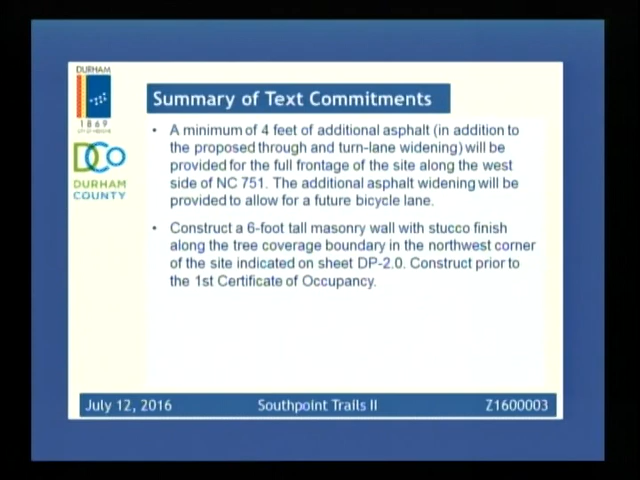 DURHAM
1869
DCO
DURHAM
COUNTY
Summary of Text Commitments
• A minimum of 4 feet of additional asphalt (in addition to
the proposed through and turn-lane widening) will be
provided for the full frontage of the site along the west
side of NC 751. The additional asphalt widening will be
provided to allow for a future bicycle lane.
• Construct a 6-foot tall masonry wall with stucco finish
along the tree coverage boundary in the northwest corner
of the site indicated on sheet DP-2.0. Construct prior to
the 1st Certificate of Occupancy.
July 12, 2016 Southpoint Trails II Z1600003